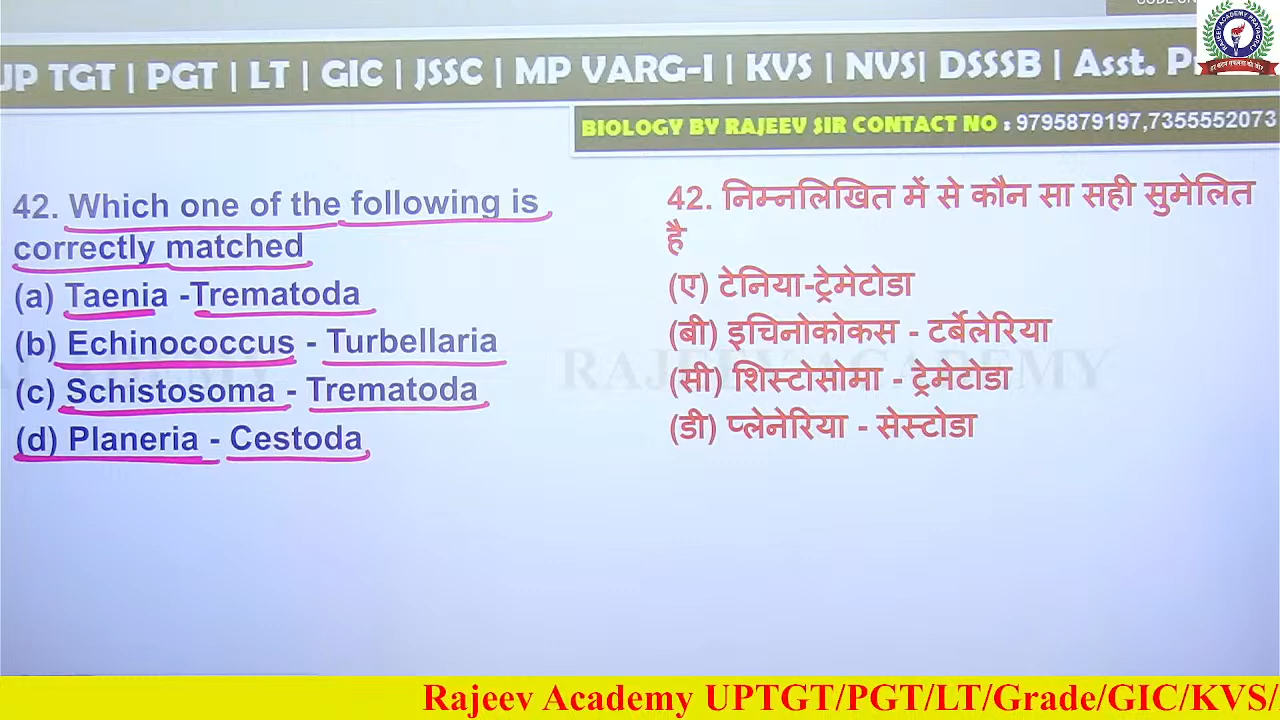 JP TGT | PGT | LT | GIC | JSSC | MP VARG-I | KVS | NVS| DSSSB | Asst.
BIOLOGY BY RAJEEV SIR CONTACT NO : 9795879197,7355552073
42. Which one of the following is
correctly matched
(a) Taenia -Trematoda
(b) Echinococcus - Turbellaria
(c) Schistosoma - Trematoda
(d) Planeria - Cestoda
42. निम्नलिखित में से कौन सा सही सुमेलित
है
(ए) टेनिया-ट्रेमेटोडा
(बी) इचिनोकोकस - टर्बेलेरिया
(सी) शिस्टोसोमा - ट्रेमेटोडा
(डी) प्लेनेरिया - सेस्टोडा
RAJEEV ACADEMY
Rajeev Academy UPTGT/PGT/LT/Grade/GIC/KVS/